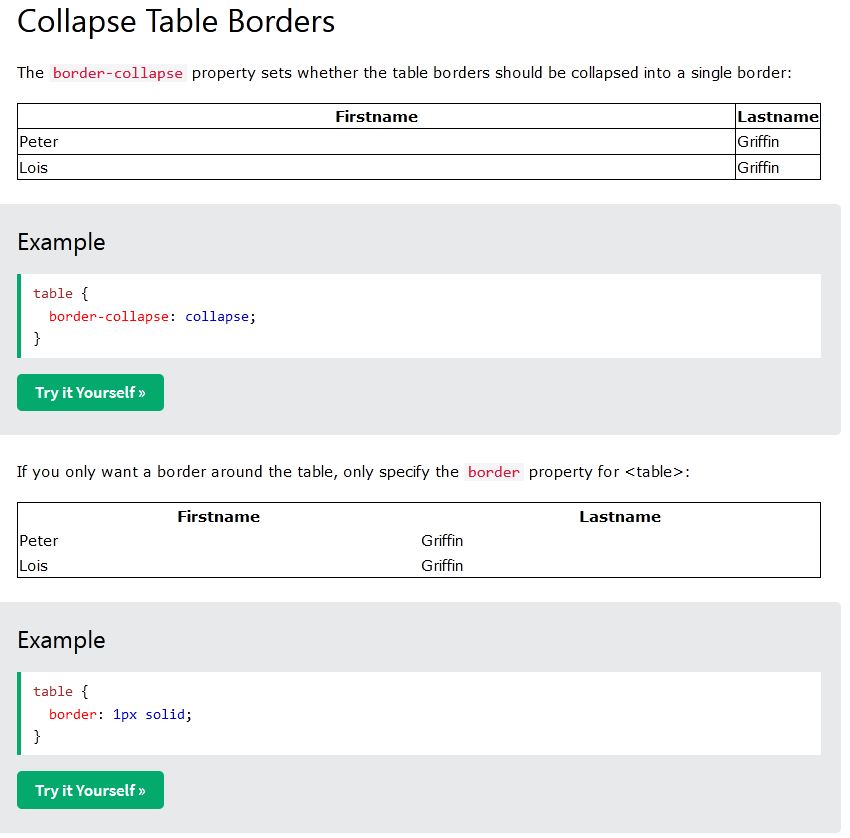 Collapse Table Borders
The border-collapse property sets whether the table borders should be collapsed into a single border:
Firstname Lastname
Peter Griffin
Lois Griffin
Example
table {
  border-collapse: collapse;
}
Try it Yourself »
If you only want a border around the table, only specify the border property for <table>:
Firstname Lastname
Peter Griffin
Lois Griffin
Example
table {
  border: 1px solid;
}
Try it Yourself »